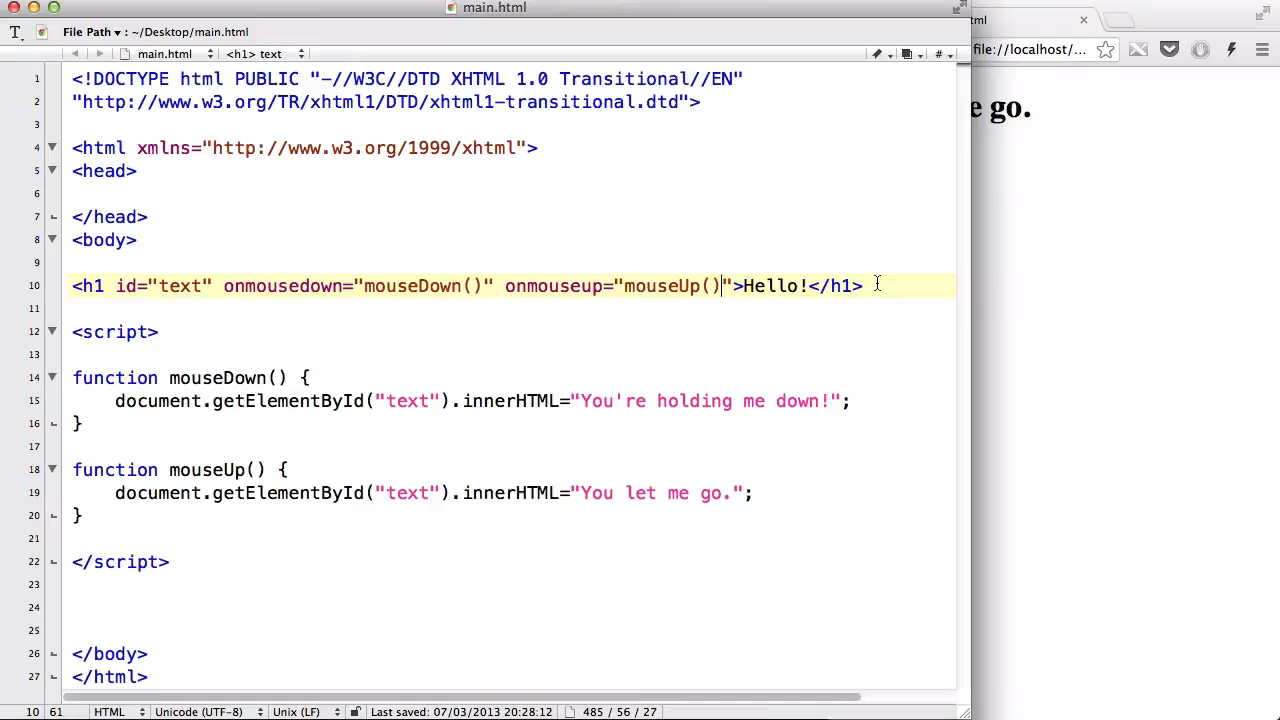 main.html
File Path ▾ : ~/Desktop/main.html
main.html <h1> text #
1 <!DOCTYPE html PUBLIC "-//W3C//DTD XHTML 1.0 Transitional//EN"
2 "http://www.w3.org/TR/xhtml1/DTD/xhtml1-transitional.dtd">
3
4 <html xmlns="http://www.w3.org/1999/xhtml">
5 <head>
6
7 </head>
8 <body>
9
10 <h1 id="text" onmousedown="mouseDown()" onmouseup="mouseUp()">Hello!</h1>
11
12 <script>
13
14 function mouseDown() {
15 document.getElementById("text").innerHTML="You're holding me down!";
16 }
17
18 function mouseUp() {
19 document.getElementById("text").innerHTML="You let me go.";
20 }
21
22 </script>
23
24
25
26 </body>
27 </html>
10 61 HTML Unicode (UTF-8) Unix (LF) Last saved: 07/03/2013 20:28:12 485 / 56 / 27
tml
file://localhost/...
e go.